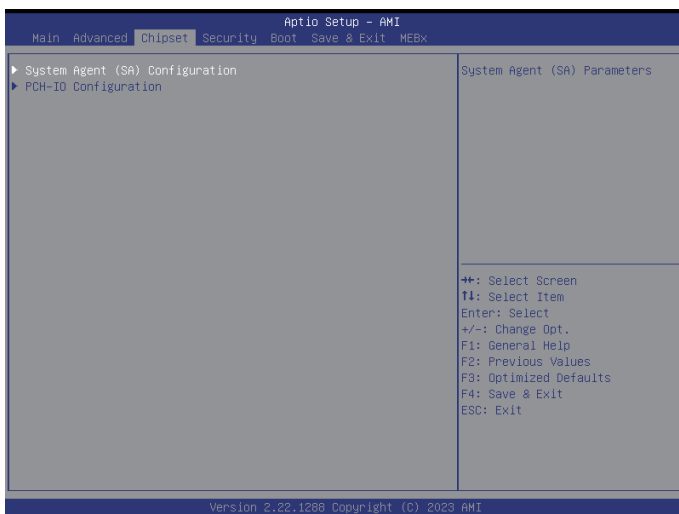 Aptio Setup – AMI
Main Advanced Chipset Security Boot Save & Exit MEBx
▶ System Agent (SA) Configuration
▶ PCH-IO Configuration
System Agent (SA) Parameters
→←: Select Screen
↑↓: Select Item
Enter: Select
+/-: Change Opt.
F1: General Help
F2: Previous Values
F3: Optimized Defaults
F4: Save & Exit
ESC: Exit
Version 2.22.1288 Copyright (C) 2023 AMI